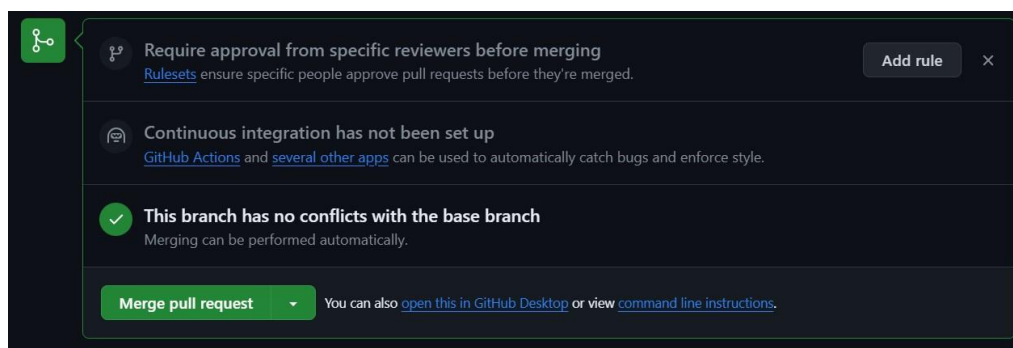 Require approval from specific reviewers before merging
Rulesets ensure specific people approve pull requests before they're merged.
Add rule
Continuous integration has not been set up
GitHub Actions and several other apps can be used to automatically catch bugs and enforce style.
This branch has no conflicts with the base branch
Merging can be performed automatically.
Merge pull request
You can also open this in GitHub Desktop or view command line instructions.